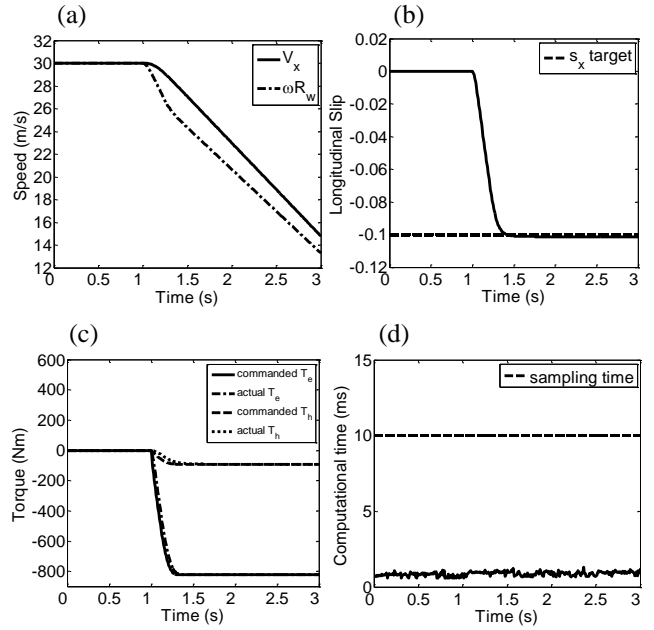 (a)
32
30
28
26
24
22
20
18
16
14
12
0 0.5 1 1.5 2 2.5 3
Speed (m/s)
Time (s)
V_x
ωR_w
(b)
0.02
0
-0.02
-0.04
-0.06
-0.08
-0.1
-0.12
0 0.5 1 1.5 2 2.5 3
Longitudinal Slip
Time (s)
s_x target
(c)
600
400
200
0
-200
-400
-600
-800
0 0.5 1 1.5 2 2.5 3
Torque (Nm)
Time (s)
commanded T_e
actual T_e
commanded T_h
actual T_h
(d)
15
10
5
0
0 0.5 1 1.5 2 2.5 3
Computational time (ms)
Time (s)
sampling time